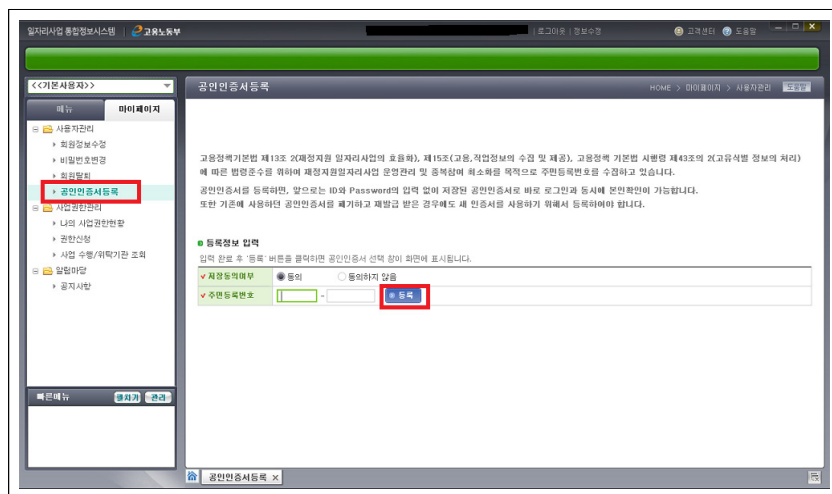 일자리사업 통합정보시스템 | 고용노동부
| 로그아웃 | 정보수정
고객센터 도움말
<<기본사용자>>
메뉴 마이페이지
사용자관리
회원정보수정
비밀번호변경
회원탈퇴
공인인증서등록
사업권한관리
나의 사업권한현황
권한신청
사업 수행/위탁기관 조회
알림마당
공지사항
빠른메뉴 펼치기 관리
공인인증서등록
HOME > 마이페이지 > 사용자관리 도움말
고용정책기본법 제13조 2(재정지원 일자리사업의 효율화), 제15조(고용,직업정보의 수집 및 제공), 고용정책 기본법 시행령 제43조의 2(고유식별 정보의 처리)
에 따른 법령준수를 위하여 재정지원일자리사업 운영관리 및 중복참여 최소화를 목적으로 주민등록번호를 수집하고 있습니다.
공인인증서를 등록하면, 앞으로는 ID와 Password의 입력 없이 저장된 공인인증서로 바로 로그인과 동시에 본인확인이 가능합니다.
또한 기존에 사용하던 공인인증서를 폐기하고 재발급 받은 경우에도 새 인증서를 사용하기 위해서 등록하여야 합니다.
등록정보 입력
입력 완료 후 '등록' 버튼을 클릭하면 공인인증서 선택 창이 화면에 표시됩니다.
저장동의여부 동의 동의하지 않음
주민등록번호 - 등록
공인인증서등록 ×